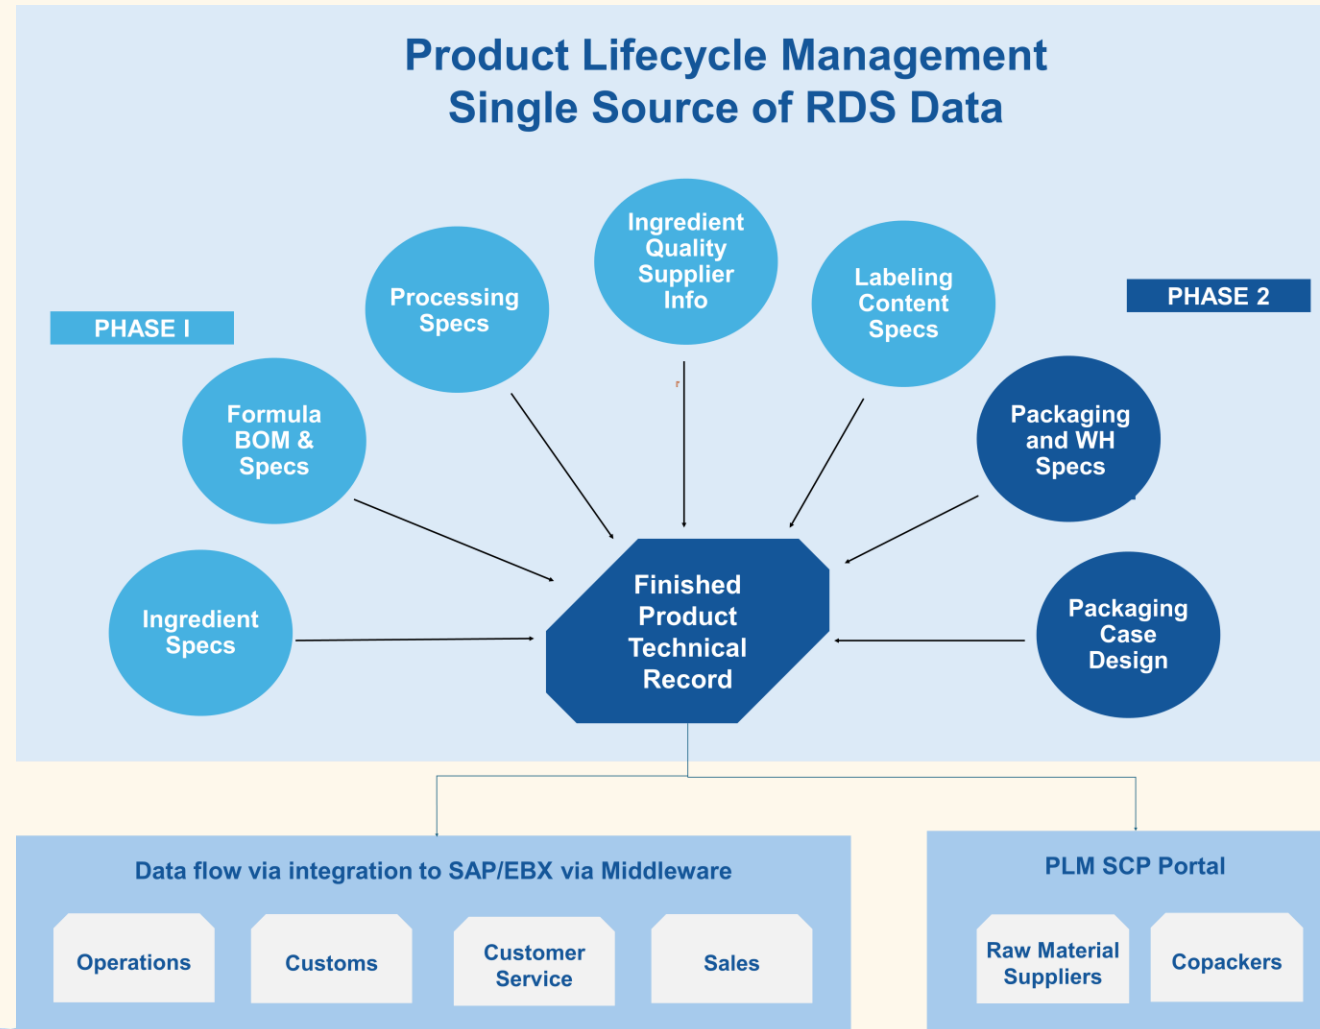 Product Lifecycle Management
Single Source of RDS Data
Ingredient
Quality
Supplier
Info
Processing
Specs
Labeling
Content
Specs
PHASE I
PHASE 2
Formula
BOM &
Specs
Packaging
and WH
Specs
r
Ingredient
Specs
Finished
Product
Technical
Record
Packaging
Case
Design
Data flow via integration to SAP/EBX via Middleware
Operations
Customs
Customer
Service
Sales
PLM SCP Portal
Raw Material
Suppliers
Copackers